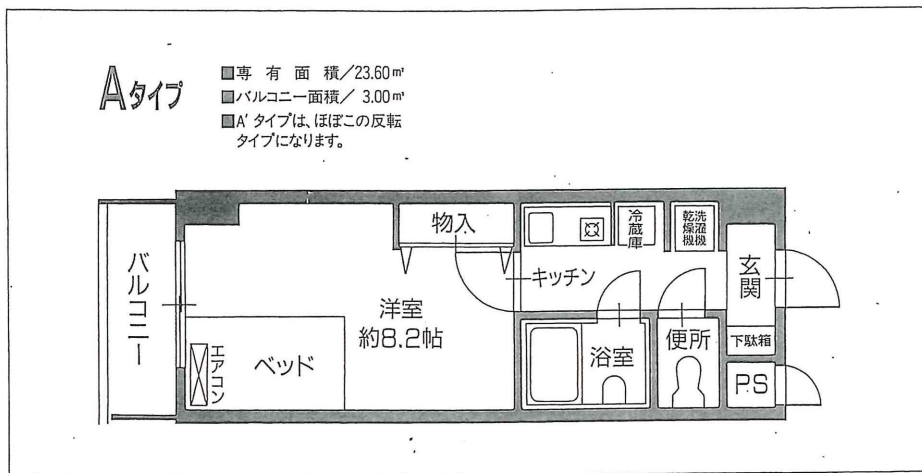 Aタイプ
■専有面積／23.60㎡
■バルコニー面積／3.00㎡
■A'タイプは、ほぼこの反転
タイプになります。
バルコニー
エアコン
ベッド
洋室
約8.2帖
物入
キッチン
冷蔵庫
洗濯機
乾燥機
玄関
浴室
便所
下駄箱
PS